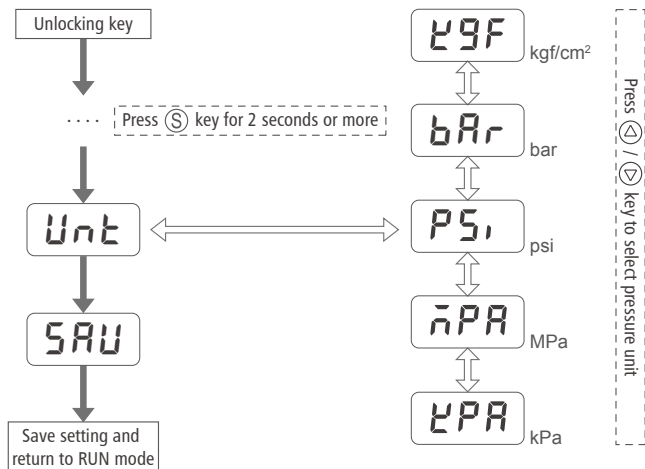 Unlocking key
····
Press Ⓢ key for 2 seconds or more
Unt
SAU
Save setting and
return to RUN mode
kgF
kgf/cm²
bAr
bar
PSi
psi
mPA
MPa
kPA
kPa
Press △ / ▽ key to select pressure unit